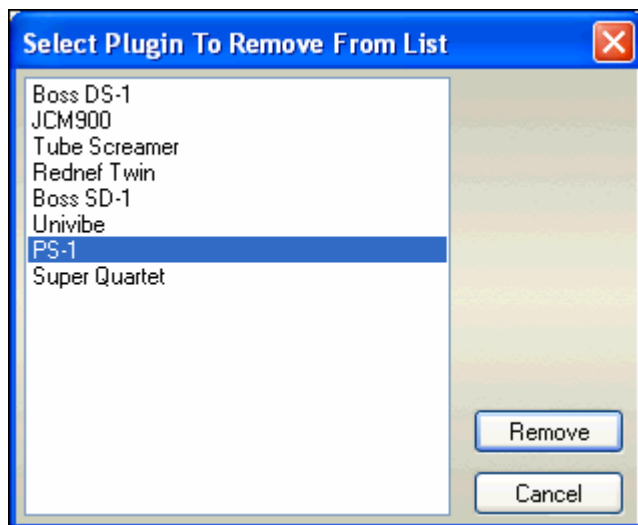 Select Plugin To Remove From List
Boss DS-1
JCM900
Tube Screamer
Rednef Twin
Boss SD-1
Univibe
PS-1
Super Quartet
Remove
Cancel